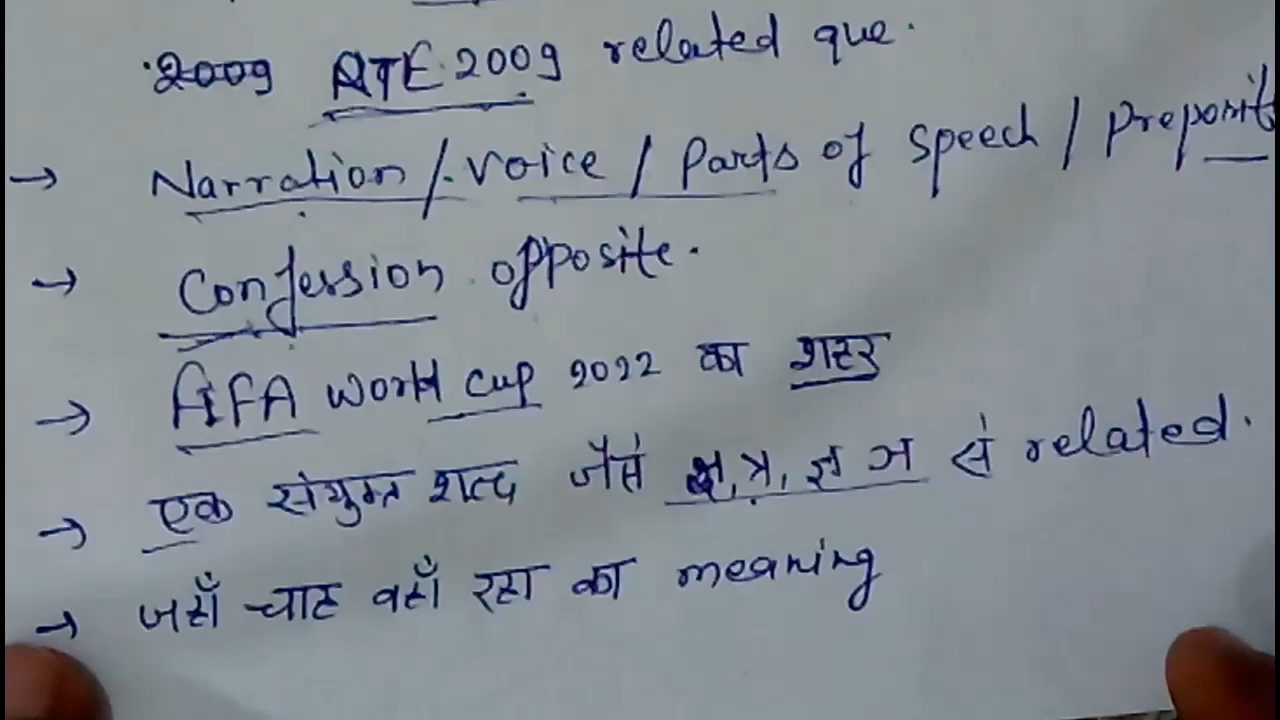 2009 RTE 2009 related que.
→ Narration / voice / Parts of speech / Preposit
→ Confession opposite.
→ FIFA world cup 2022 का शहर
→ एक संयुक्त शब्द जैसे क्ष, त्र, ज्ञ ञ से related.
→ जहाँ चाह वहाँ राह का meaning